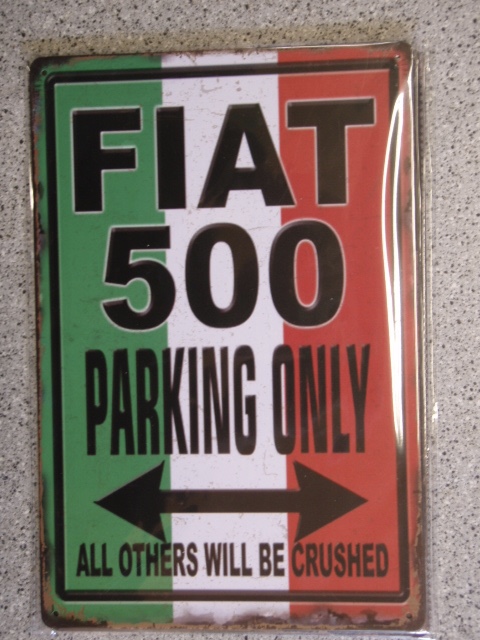 FIAT
500
PARKING ONLY
ALL OTHERS WILL BE CRUSHED